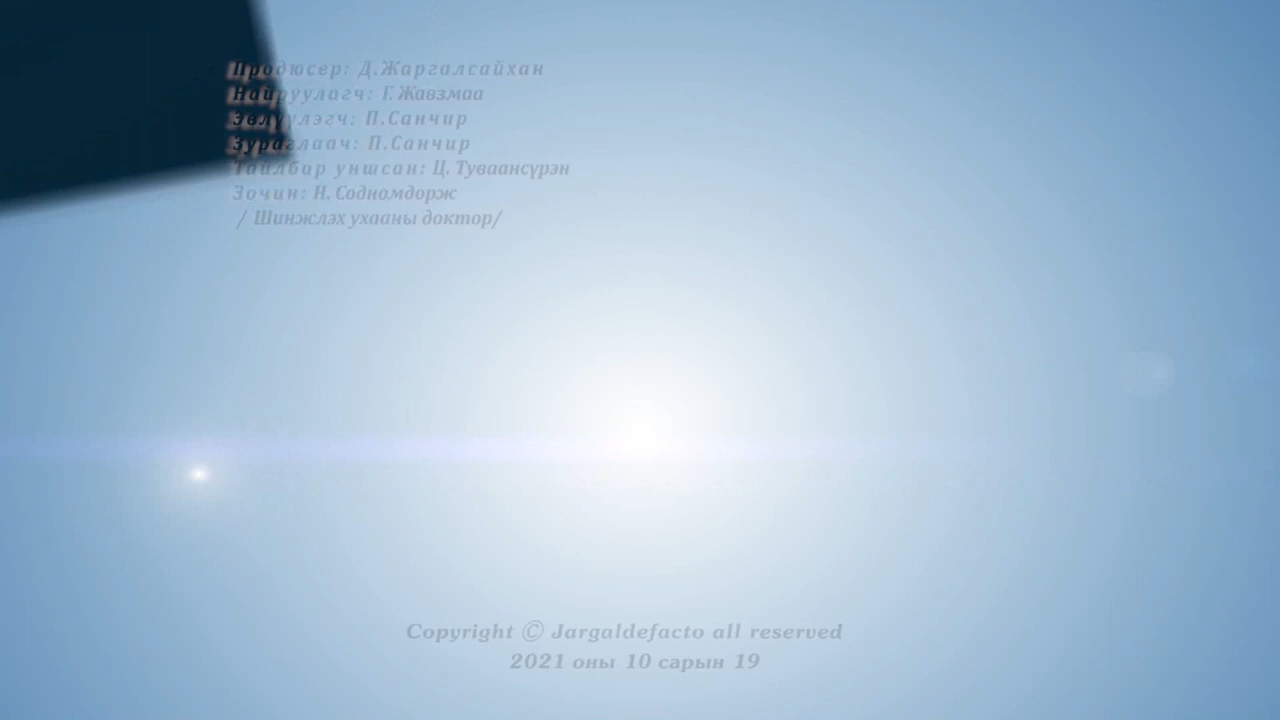 Продюсер: Д.Жаргалсайхан
Найруулагч: Г. Жавзмаа
Эвлүүлэгч: П.Санчир
Зураглаач: П.Санчир
Тайлбар уншсан: Ц. Туваансүрэн
Зочин: Н. Содномдорж
/ Шинжлэх ухааны доктор/
Copyright © Jargaldefacto all reserved
2021 оны 10 сарын 19